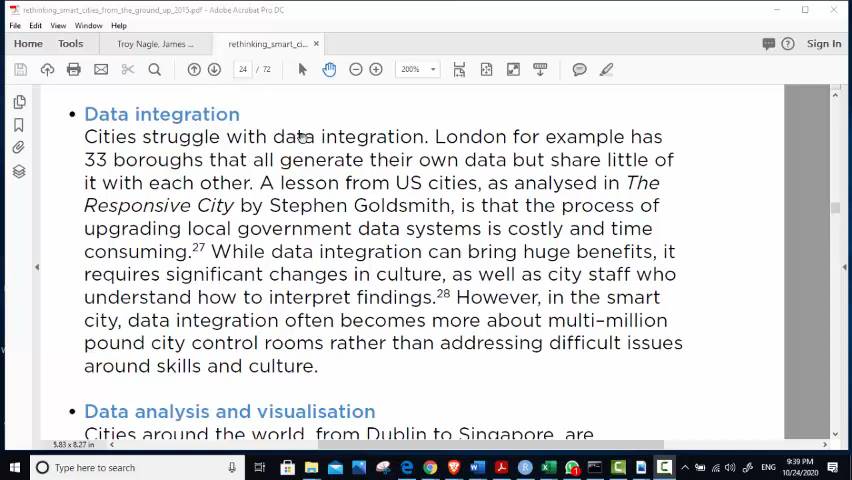 rethinking_smart_cities_from_the_ground_up_2015.pdf - Adobe Acrobat Pro DC
File Edit View Window Help
Home Tools Troy Nagle, James ... rethinking_smart_ci... × Sign In
24 / 72 200%
• Data integration
Cities struggle with data integration. London for example has
33 boroughs that all generate their own data but share little of
it with each other. A lesson from US cities, as analysed in The
Responsive City by Stephen Goldsmith, is that the process of
upgrading local government data systems is costly and time
consuming.27 While data integration can bring huge benefits, it
requires significant changes in culture, as well as city staff who
understand how to interpret findings.28 However, in the smart
city, data integration often becomes more about multi–million
pound city control rooms rather than addressing difficult issues
around skills and culture.
• Data analysis and visualisation
Cities around the world, from Dublin to Singapore, are
5.83 x 8.27 in
Type here to search
ENG
9:39 PM
10/24/2020